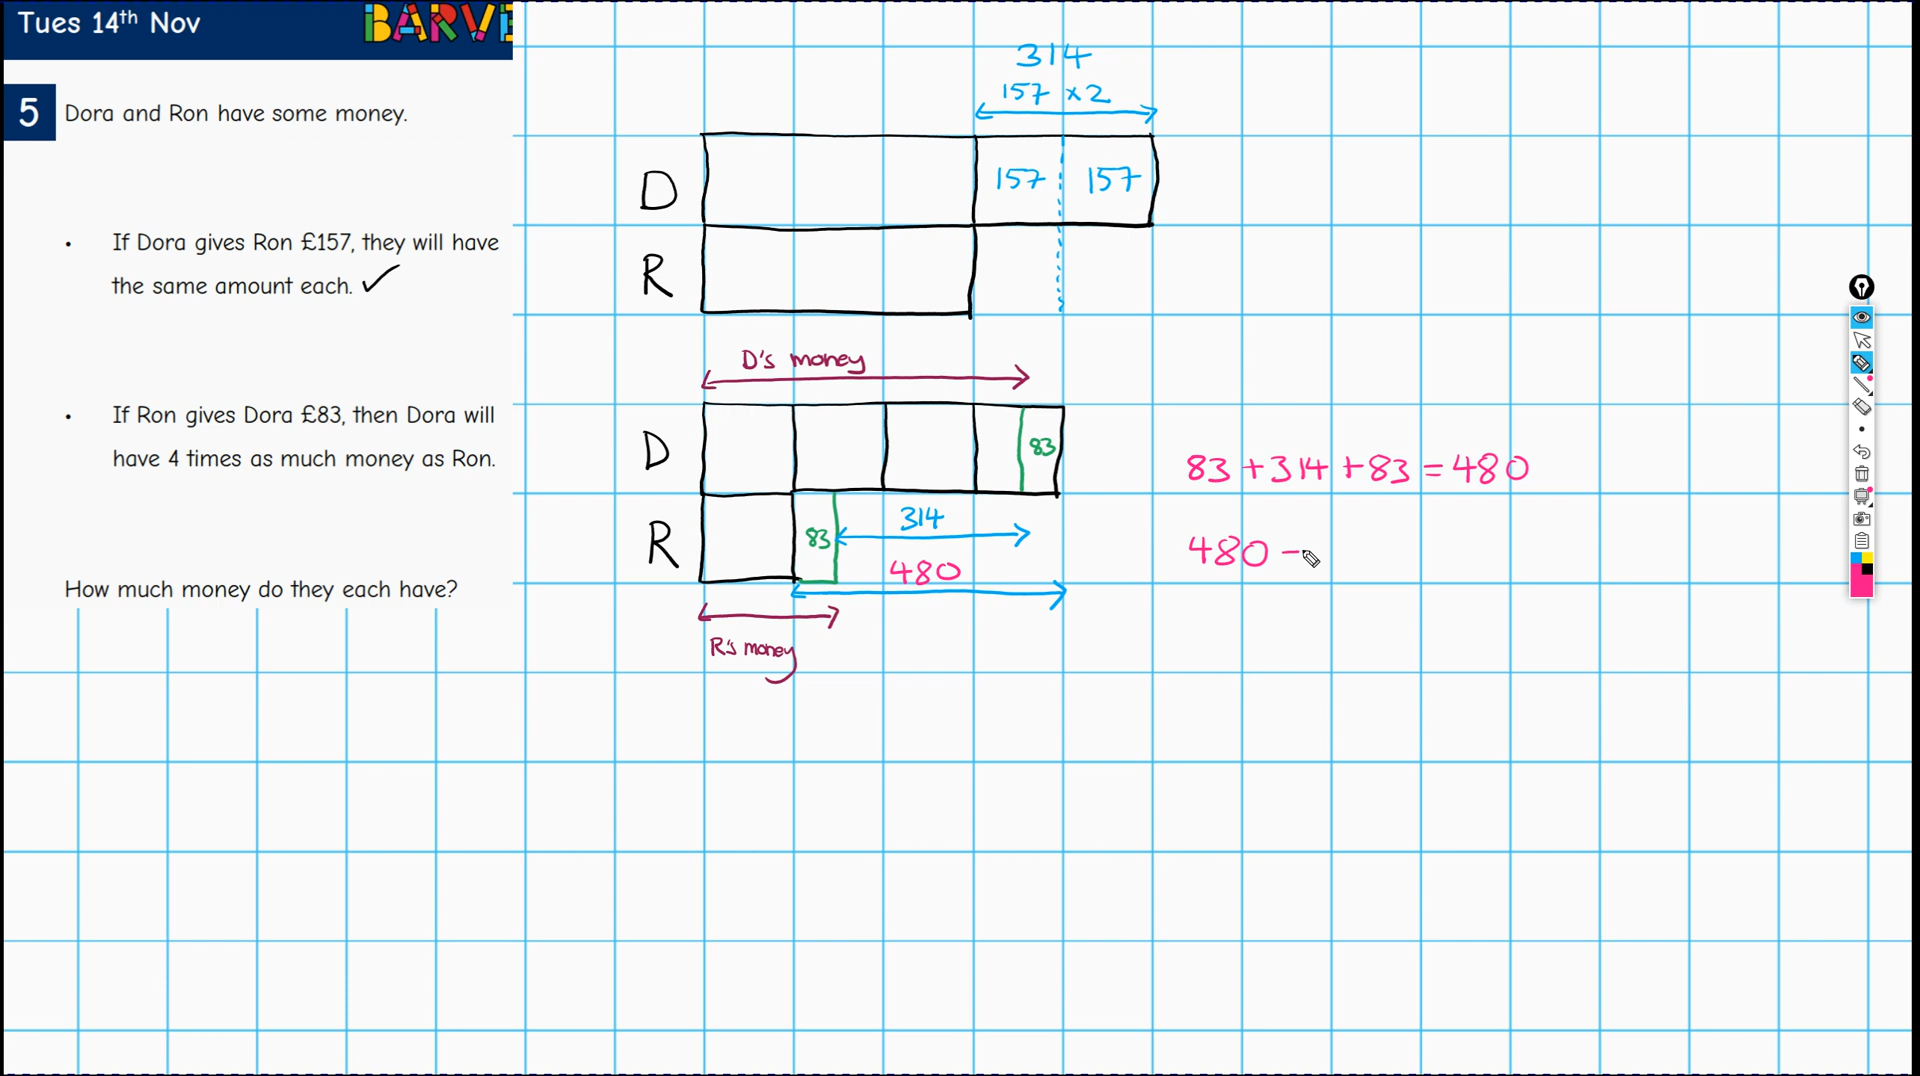 Tues 14th Nov
BARVE
5
Dora and Ron have some money.
If Dora gives Ron £157, they will have
the same amount each.
If Ron gives Dora £83, then Dora will
have 4 times as much money as Ron.
How much money do they each have?
314
157 × 2
D
157
157
R
D's money
D
83
R
83
314
480
R's money
83 + 314 + 83 = 480
480 -